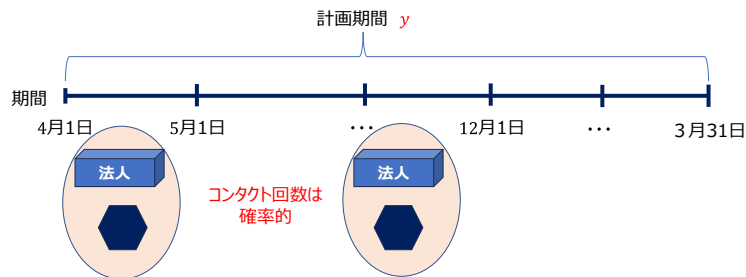 計画期間 y
期間
4月1日 5月1日 … 12月1日 … 3月31日
法人 法人
コンタクト回数は
確率的